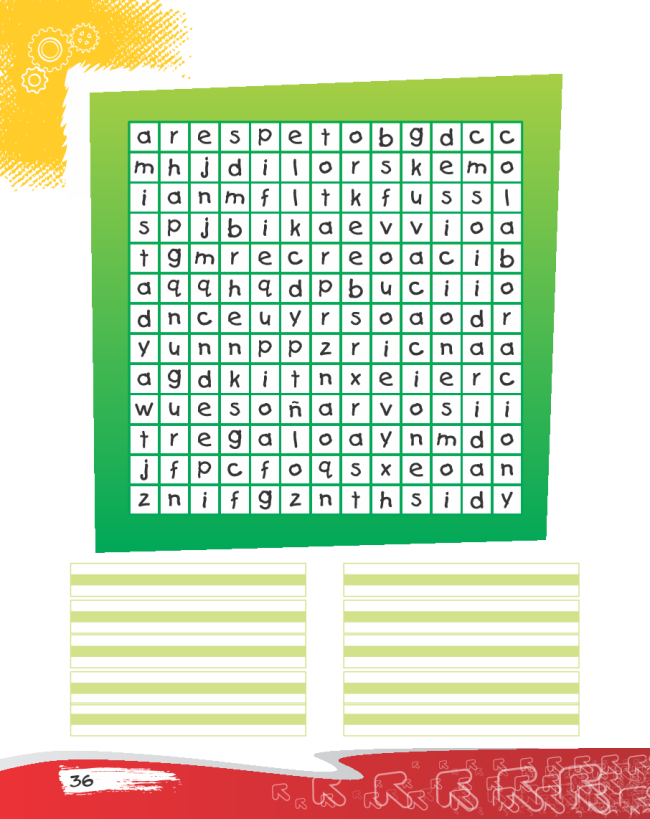 a r e s p e t o b g d c c
m h j d i l o r s k e m o
i a n m f l t k f u s s l
s p j b i k a e v v i o a
t g m r e c r e o a c i b
a q q h q d p b u c i i o
d n c e u y r s o a o d r
y u n n p p z r i c n a a
a g d k i t n x e i e r c
w u e s o ñ a r v o s i i
t r e g a l o a y n m d o
j f p c f o q s x e o a n
z n i f g z n t h s i d y
36